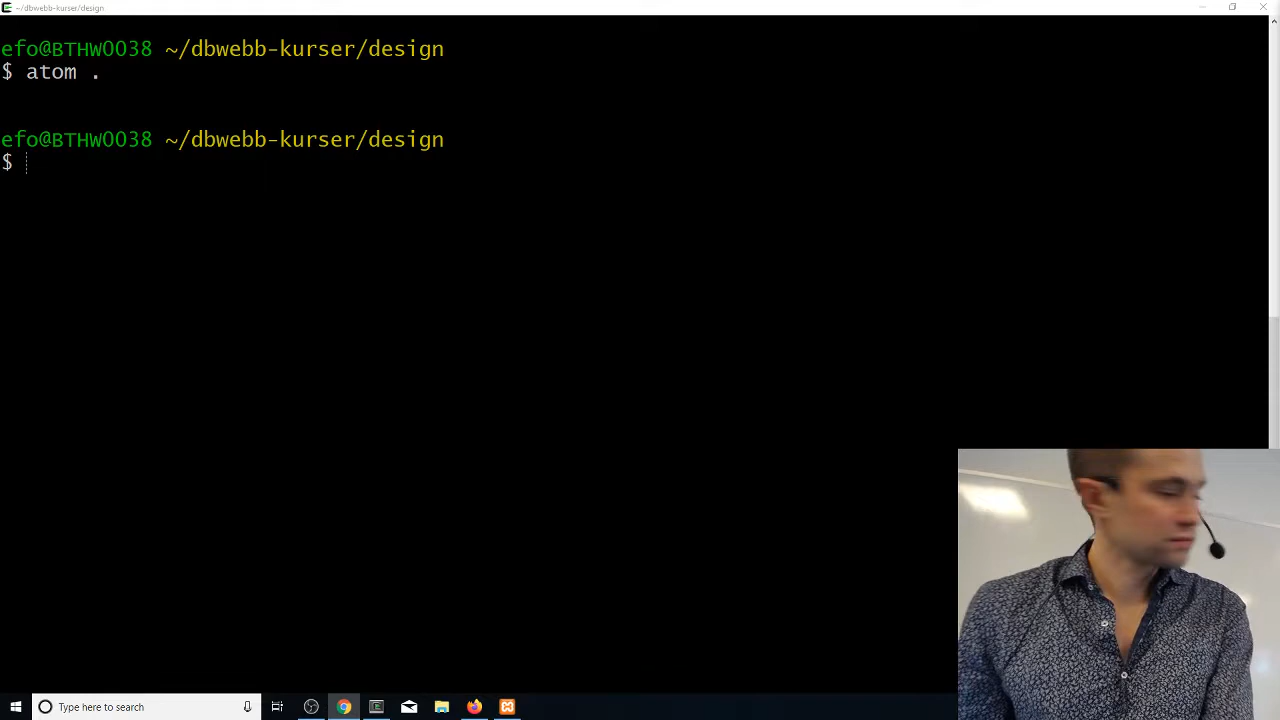 ~/dbwebb-kurser/design
efo@BTHW0038 ~/dbwebb-kurser/design
$ atom .
efo@BTHW0038 ~/dbwebb-kurser/design
$
Type here to search